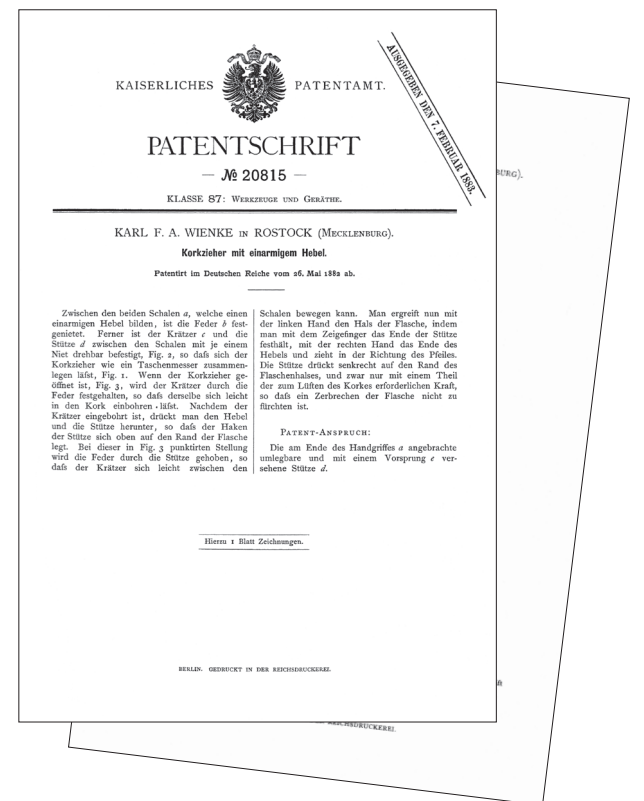 KAISERLICHES PATENTAMT.
AUSGEGEBEN DEN 7. FEBRUAR 1883.
PATENTSCHRIFT
— № 20815 —
KLASSE 87: WERKZEUGE UND GERÄTHE.
KARL F. A. WIENKE IN ROSTOCK (MECKLENBURG).
Korkzieher mit einarmigem Hebel.
Patentirt im Deutschen Reiche vom 26. Mai 1882 ab.
Zwischen den beiden Schalen a, welche einen
einarmigen Hebel bilden, ist die Feder b fest-
genietet. Ferner ist der Krätzer c und die
Stütze d zwischen den Schalen mit je einem
Niet drehbar befestigt, Fig. 2, so daſs sich der
Korkzieher wie ein Taschenmesser zusammen-
legen läſst, Fig. 1. Wenn der Korkzieher ge-
öffnet ist, Fig. 3, wird der Krätzer durch die
Feder festgehalten, so daſs derselbe sich leicht
in den Kork einbohren läſst. Nachdem der
Krätzer eingebohrt ist, drückt man den Hebel
und die Stütze herunter, so daſs der Haken
der Stütze sich oben auf den Rand der Flasche
legt. Bei dieser in Fig. 3 punktirten Stellung
wird die Feder durch die Stütze gehoben, so
daſs der Krätzer sich leicht zwischen den
Schalen bewegen kann. Man ergreift nun mit
der linken Hand den Hals der Flasche, indem
man mit dem Zeigefinger das Ende der Stütze
festhält, mit der rechten Hand das Ende des
Hebels und zieht in der Richtung des Pfeiles.
Die Stütze drückt senkrecht auf den Rand des
Flaschenhalses, und zwar nur mit einem Theil
der zum Lüften des Korkes erforderlichen Kraft,
so daſs ein Zerbrechen der Flasche nicht zu
fürchten ist.
PATENT-ANSPRUCH:
Die am Ende des Handgriffes a angebrachte
umlegbare und mit einem Vorsprung e ver-
sehene Stütze d.
Hierzu 1 Blatt Zeichnungen.
BERLIN. GEDRUCKT IN DER REICHSDRUCKEREI.
BURG).
REICHSDRUCKEREI.